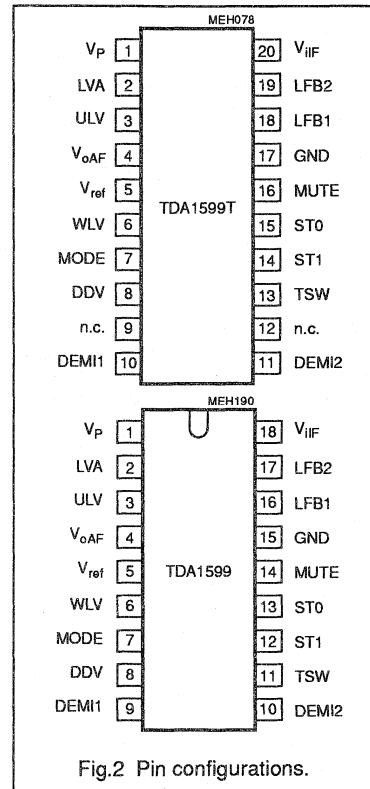 MEH078
VP 1 20 ViIF
LVA 2 19 LFB2
ULV 3 18 LFB1
VoAF 4 17 GND
Vref 5 16 MUTE
TDA1599T
WLV 6 15 ST0
MODE 7 14 ST1
DDV 8 13 TSW
n.c. 9 12 n.c.
DEMI1 10 11 DEMI2
MEH190
VP 1 18 ViIF
LVA 2 17 LFB2
ULV 3 16 LFB1
VoAF 4 15 GND
Vref 5 TDA1599 14 MUTE
WLV 6 13 ST0
MODE 7 12 ST1
DDV 8 11 TSW
DEMI1 9 10 DEMI2
Fig.2 Pin configurations.